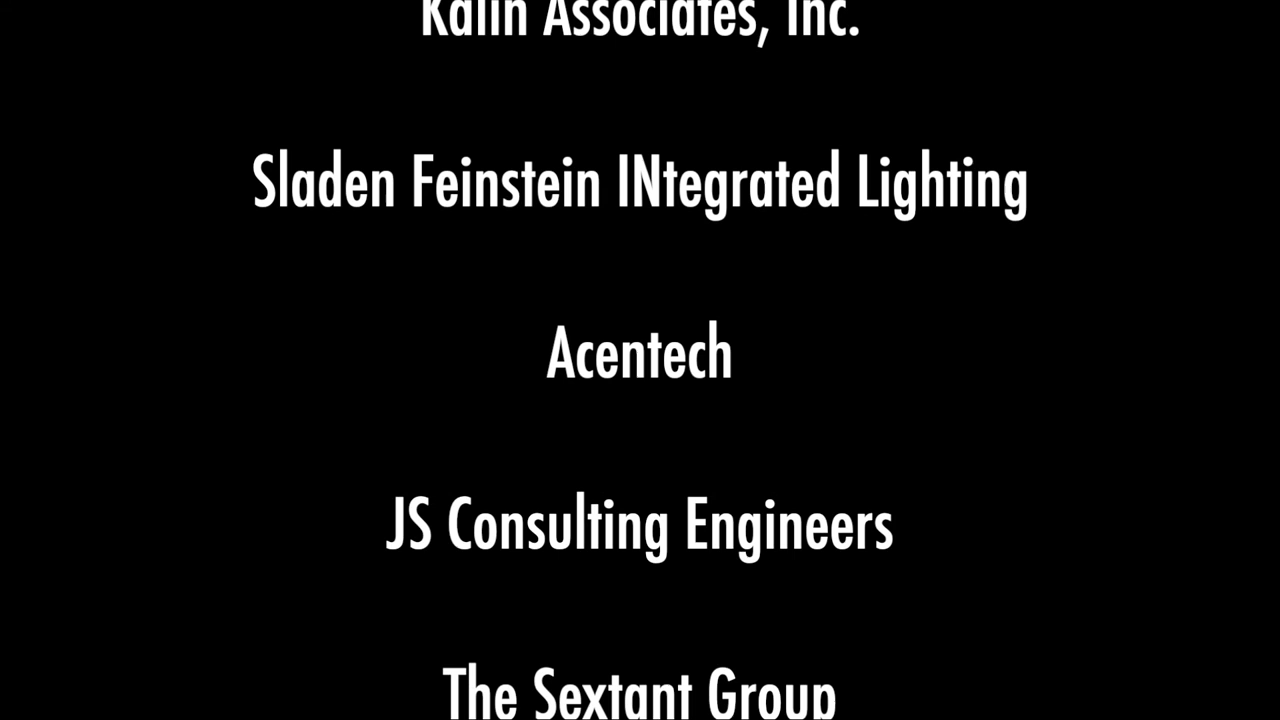 Kalin Associates, Inc.
Sladen Feinstein INtegrated Lighting
Acentech
JS Consulting Engineers
The Sextant Group